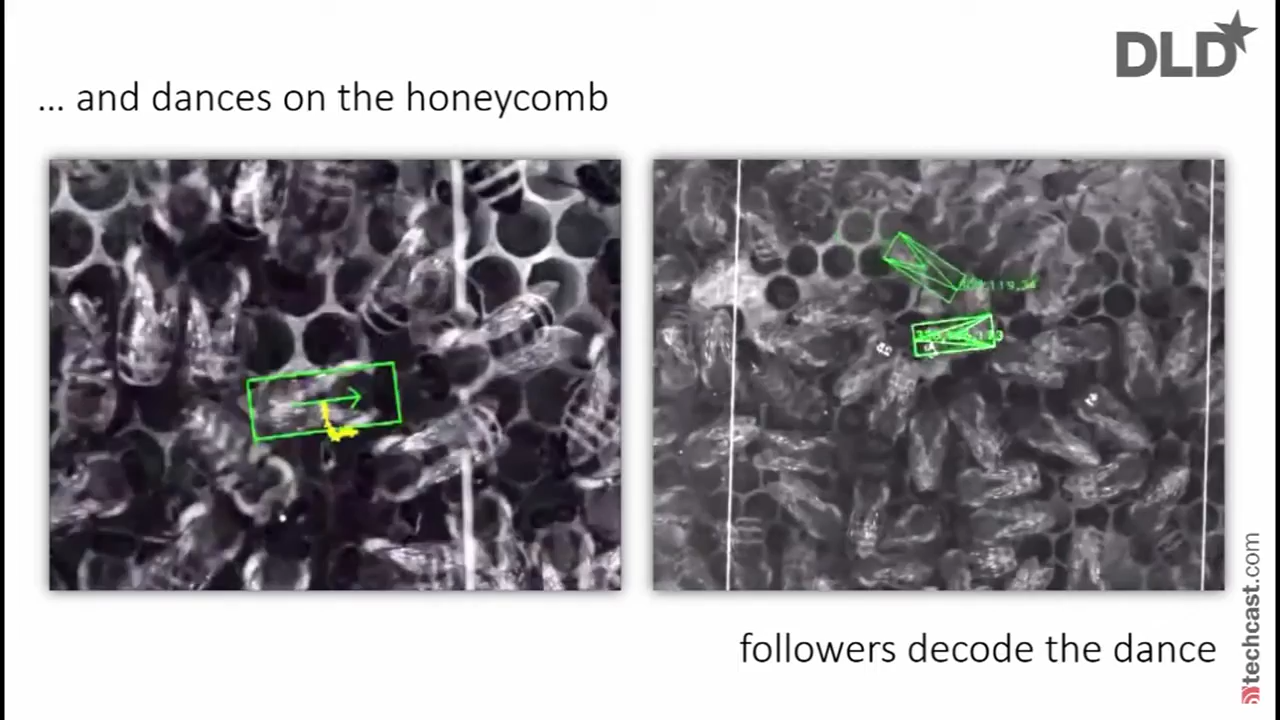 DLD
... and dances on the honeycomb
followers decode the dance
techcast.com